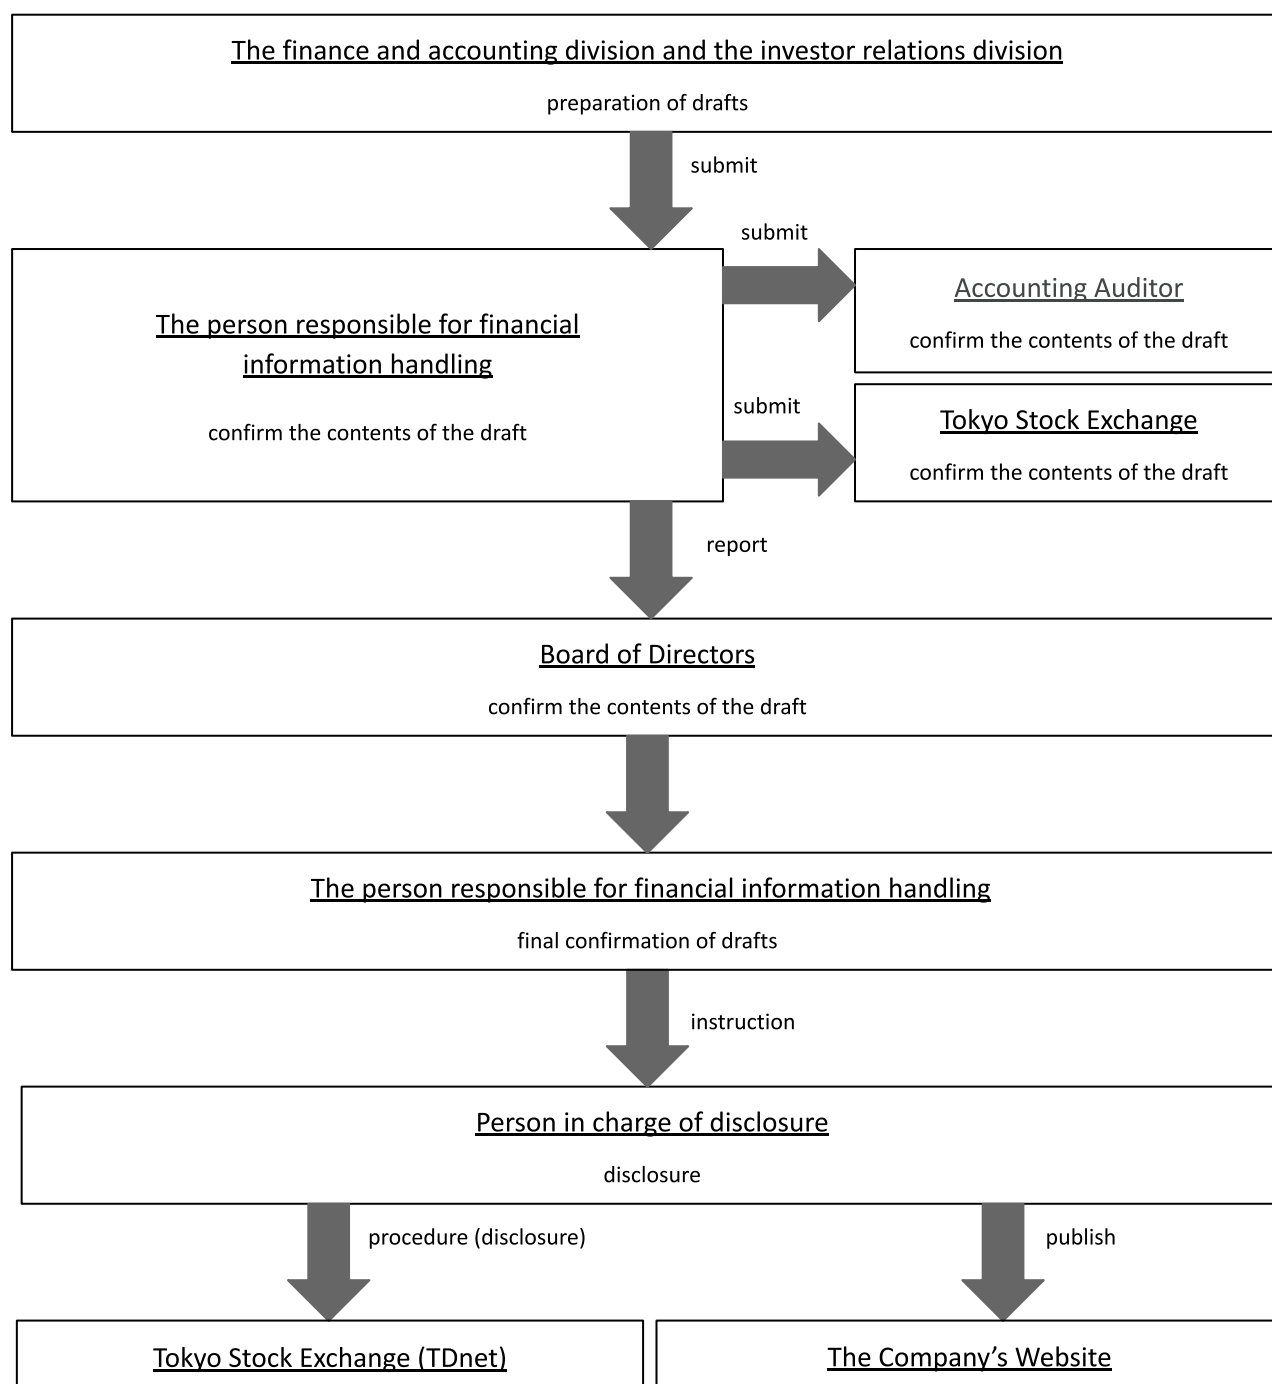 The finance and accounting division and the investor relations division
preparation of drafts
submit
submit
The person responsible for financial
information handling
confirm the contents of the draft
Accounting Auditor
confirm the contents of the draft
submit
Tokyo Stock Exchange
confirm the contents of the draft
report
Board of Directors
confirm the contents of the draft
The person responsible for financial information handling
final confirmation of drafts
instruction
Person in charge of disclosure
disclosure
procedure (disclosure)
publish
Tokyo Stock Exchange (TDnet)
The Company’s Website